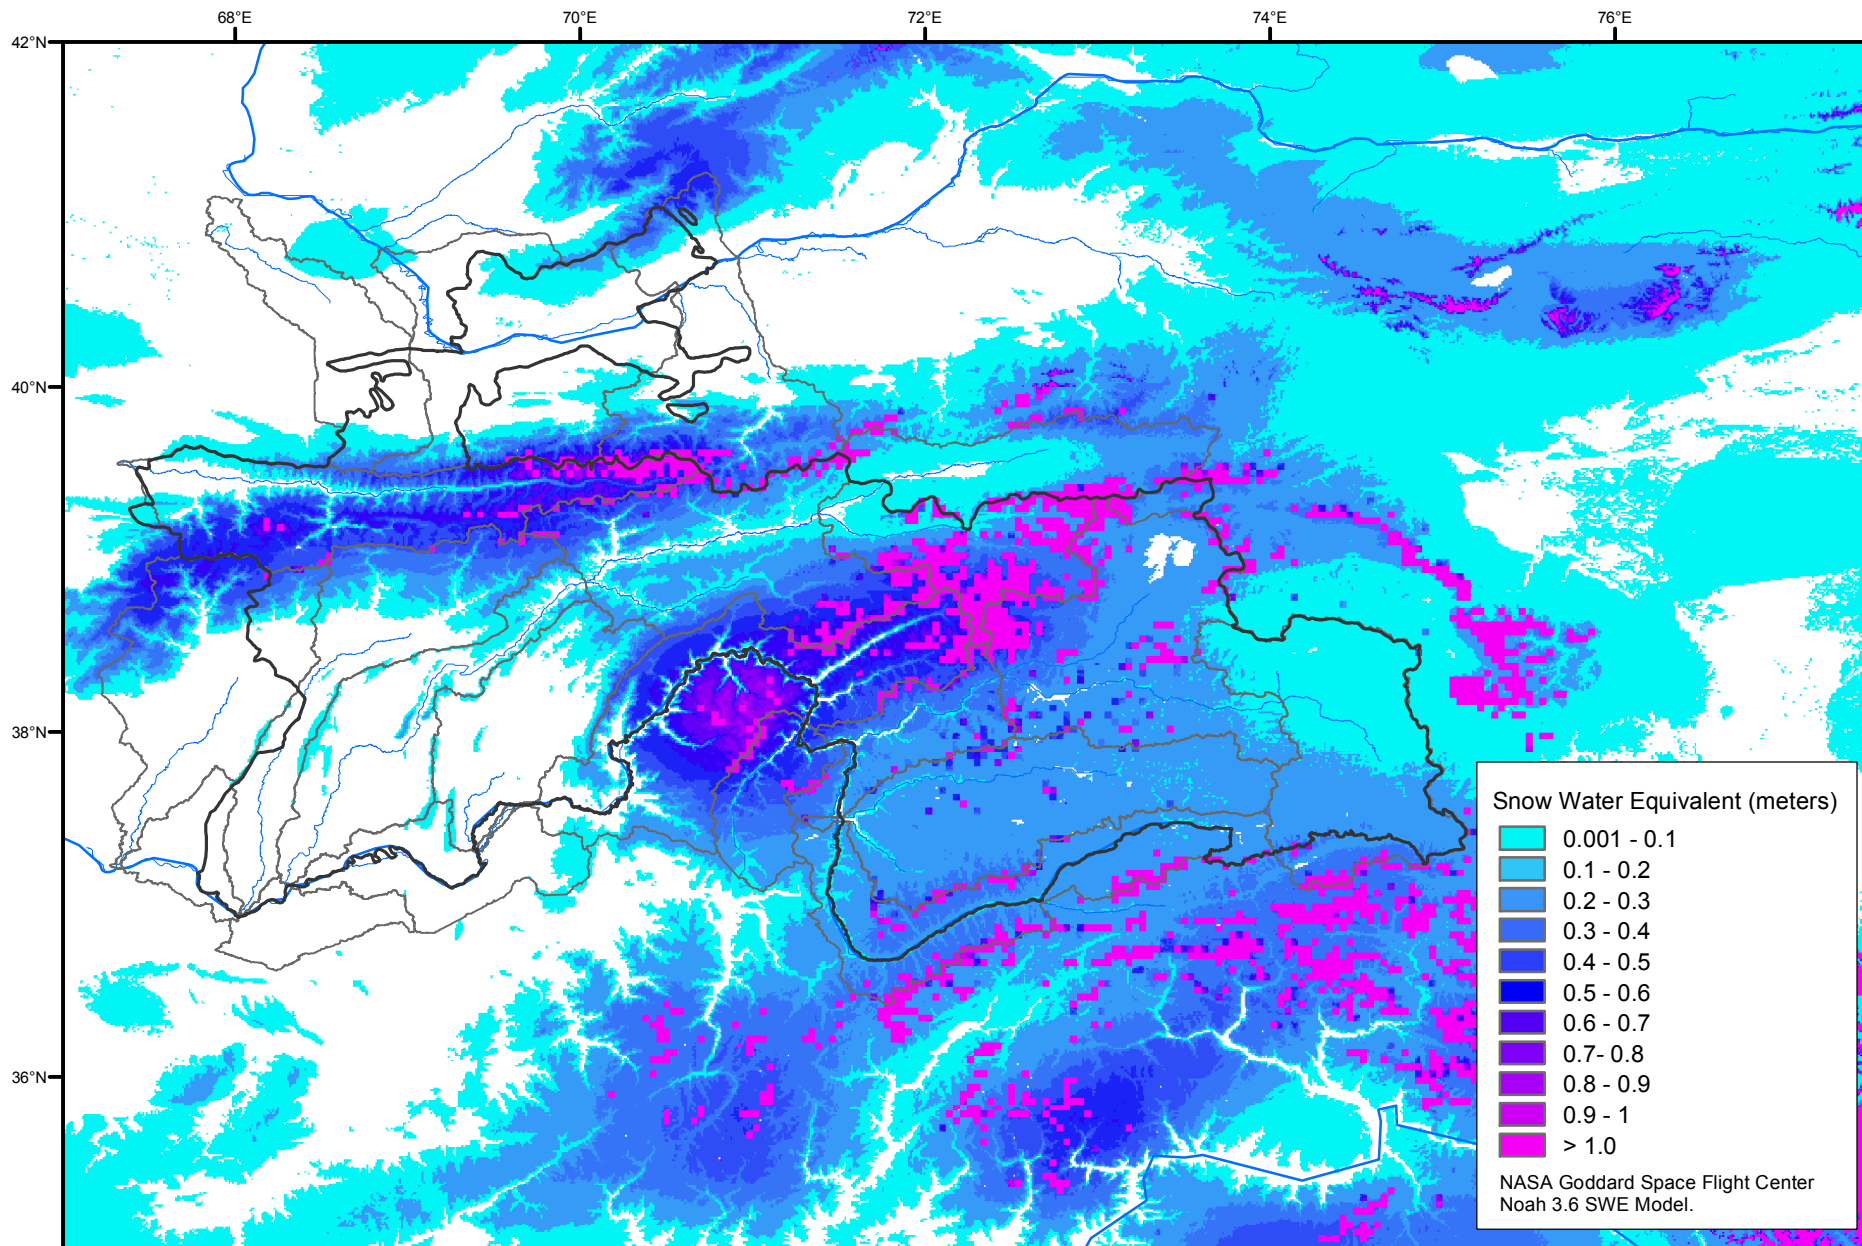 68°E 70°E 72°E 74°E 76°E
42°N
40°N
38°N
36°N
Snow Water Equivalent (meters)
0.001 - 0.1
0.1 - 0.2
0.2 - 0.3
0.3 - 0.4
0.4 - 0.5
0.5 - 0.6
0.6 - 0.7
0.7- 0.8
0.8 - 0.9
0.9 - 1
> 1.0
NASA Goddard Space Flight Center
Noah 3.6 SWE Model.